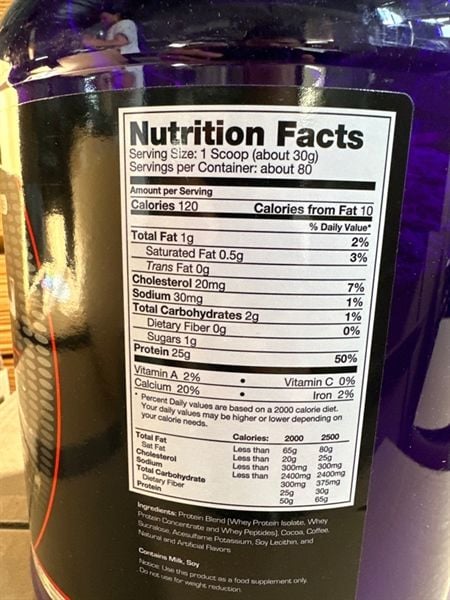 Nutrition Facts
Serving Size: 1 Scoop (about 30g)
Servings per Container: about 80
Amount per Serving
Calories 120 Calories from Fat 10
% Daily Value*
Total Fat 1g 2%
Saturated Fat 0.5g 3%
Trans Fat 0g
Cholesterol 20mg 7%
Sodium 30mg 1%
Total Carbohydrates 2g 1%
Dietary Fiber 0g 0%
Sugars 1g
Protein 25g 50%
Vitamin A 2% • Vitamin C 0%
Calcium 20% • Iron 2%
* Percent Daily values are based on a 2000 calorie diet.
Your daily values may be higher or lower depending on
your calorie needs.
Calories: 2000 2500
Total Fat Less than 65g 80g
Sat Fat Less than 20g 25g
Cholesterol Less than 300mg 300mg
Sodium Less than 2400mg 2400mg
Total Carbohydrate 300mg 375mg
Dietary Fiber 25g 30g
Protein 50g 65g
Ingredients: Protein Blend (Whey Protein Isolate, Whey
Protein Concentrate and Whey Peptides), Cocoa, Coffee,
Sucralose, Acesulfame Potassium, Soy Lecithin, and
Natural and Artificial Flavors
Contains Milk, Soy
Notice: Use this product as a food supplement only.
Do not use for weight reduction.